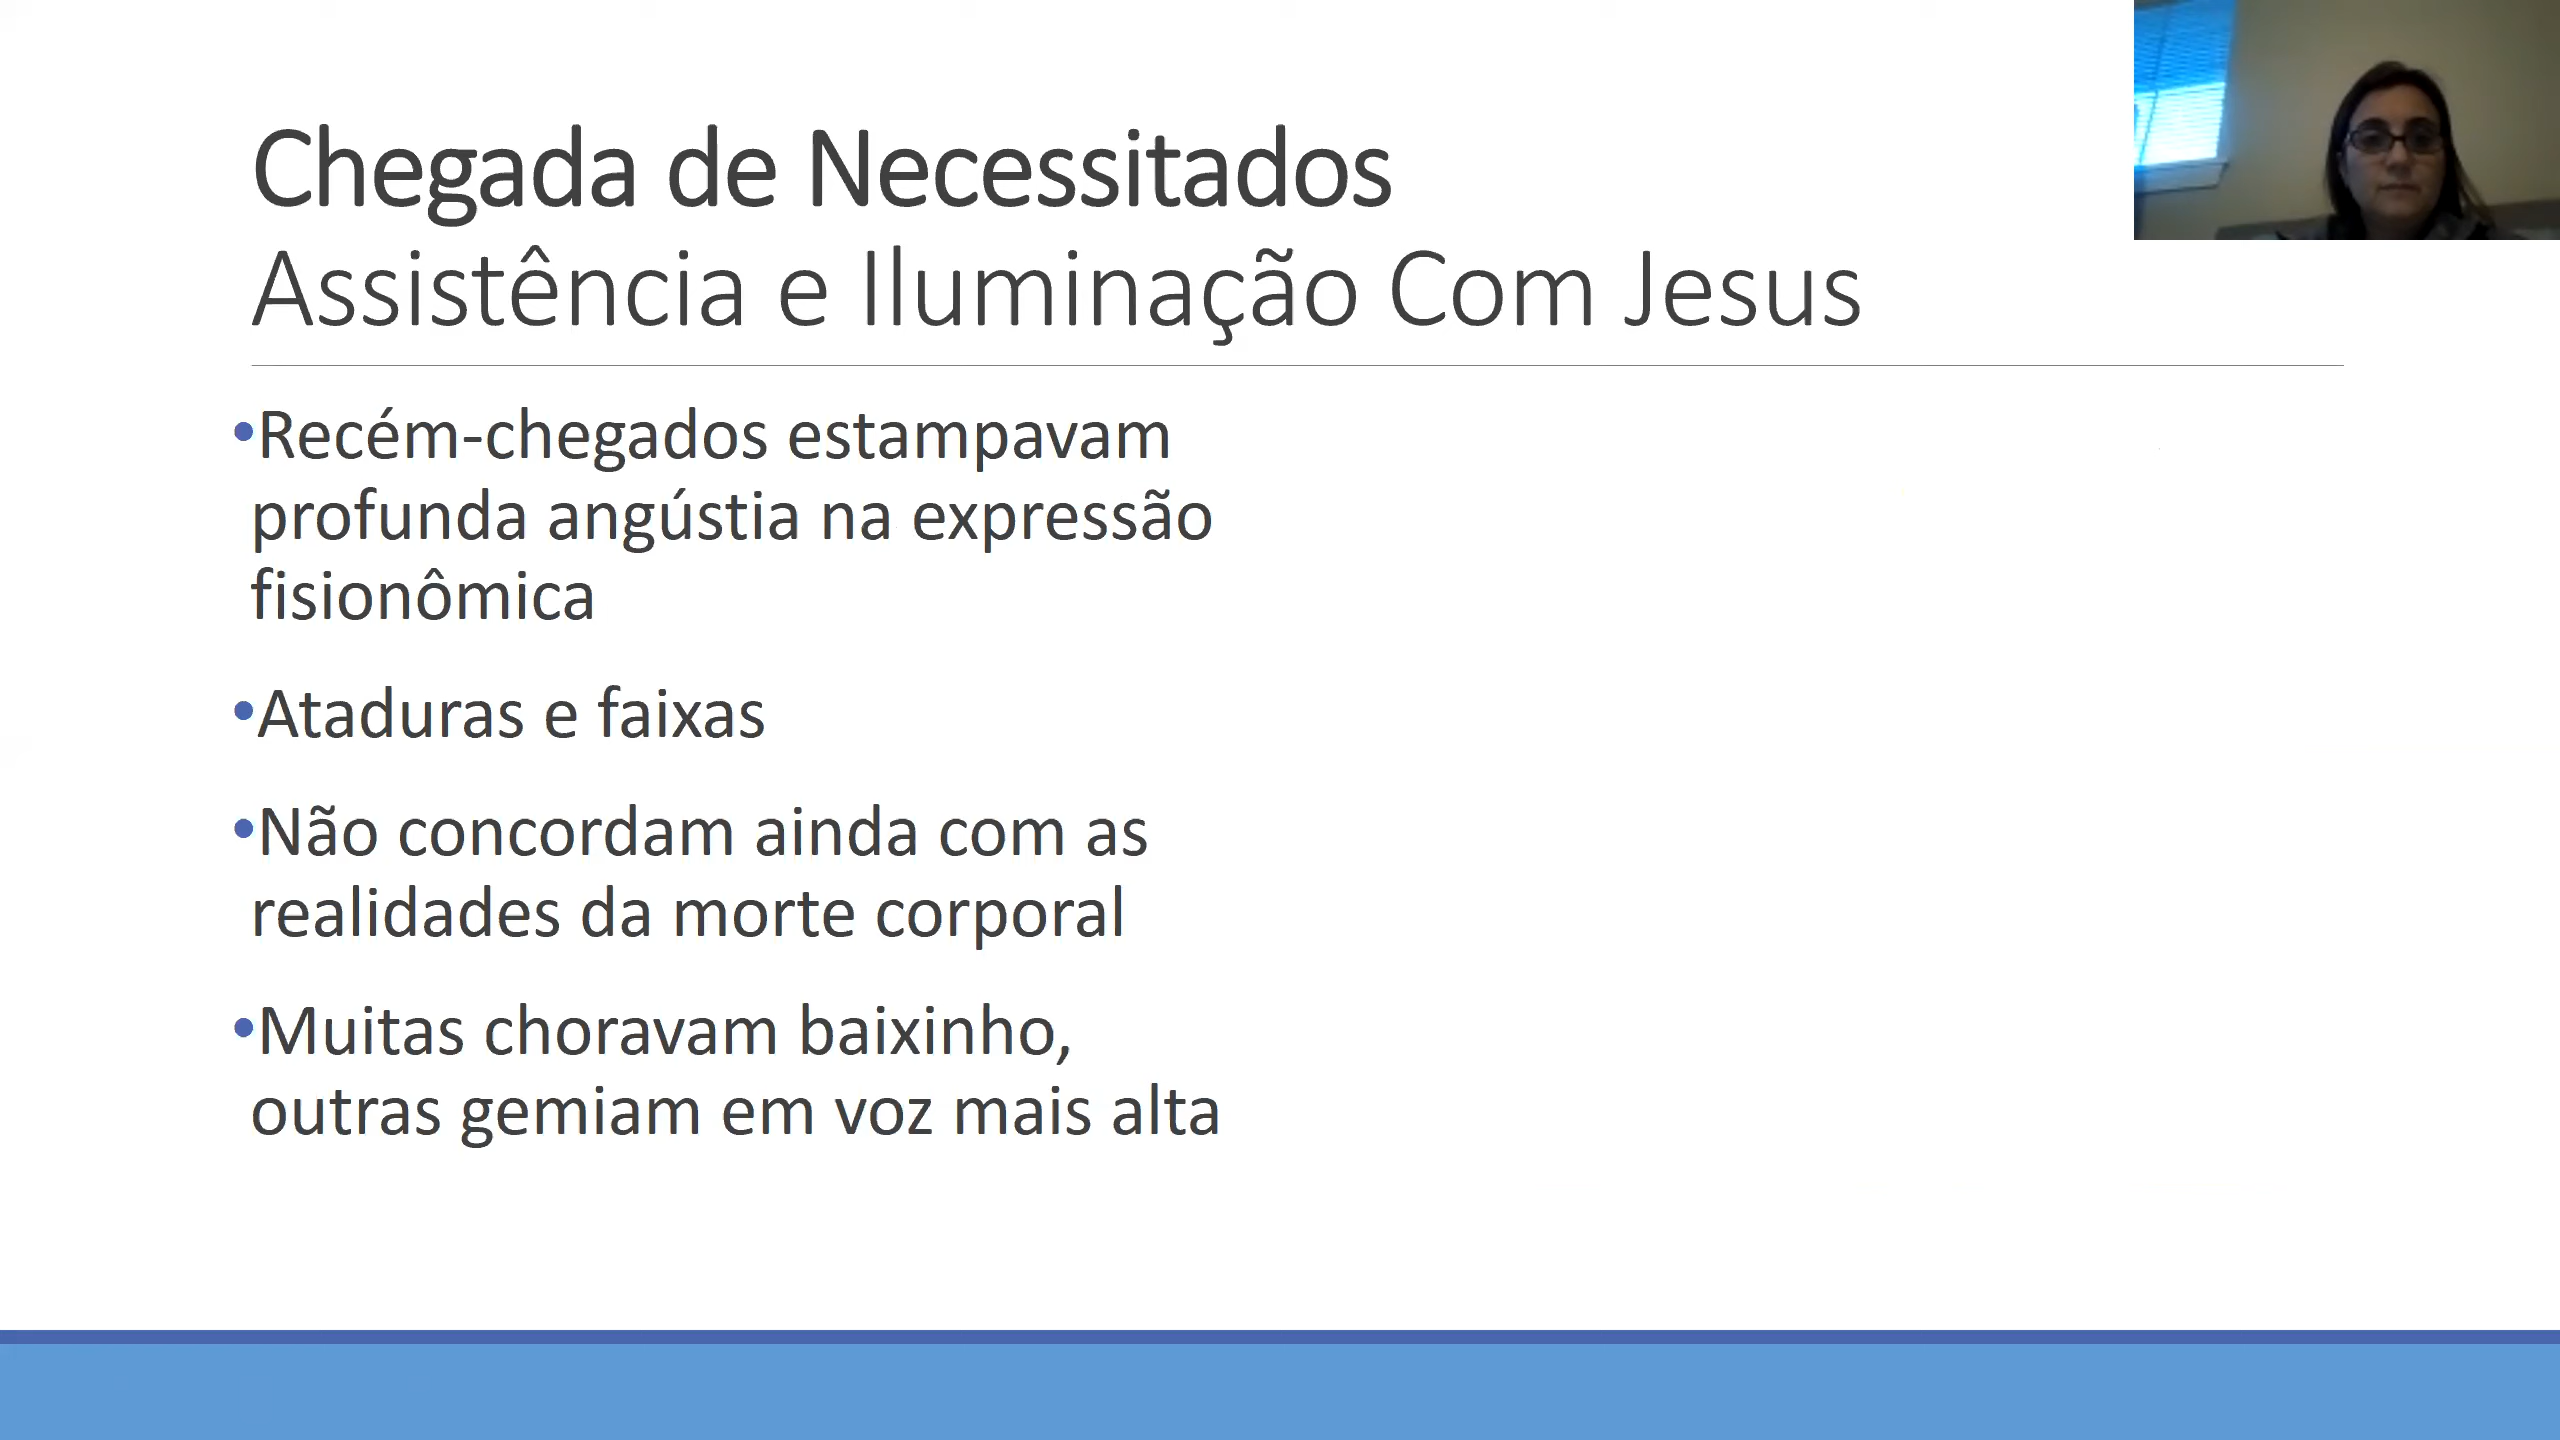 Chegada de Necessitados
Assistência e Iluminação Com Jesus
•Recém-chegados estampavam
profunda angústia na expressão
fisionômica
•Ataduras e faixas
•Não concordam ainda com as
realidades da morte corporal
•Muitas choravam baixinho,
outras gemiam em voz mais alta